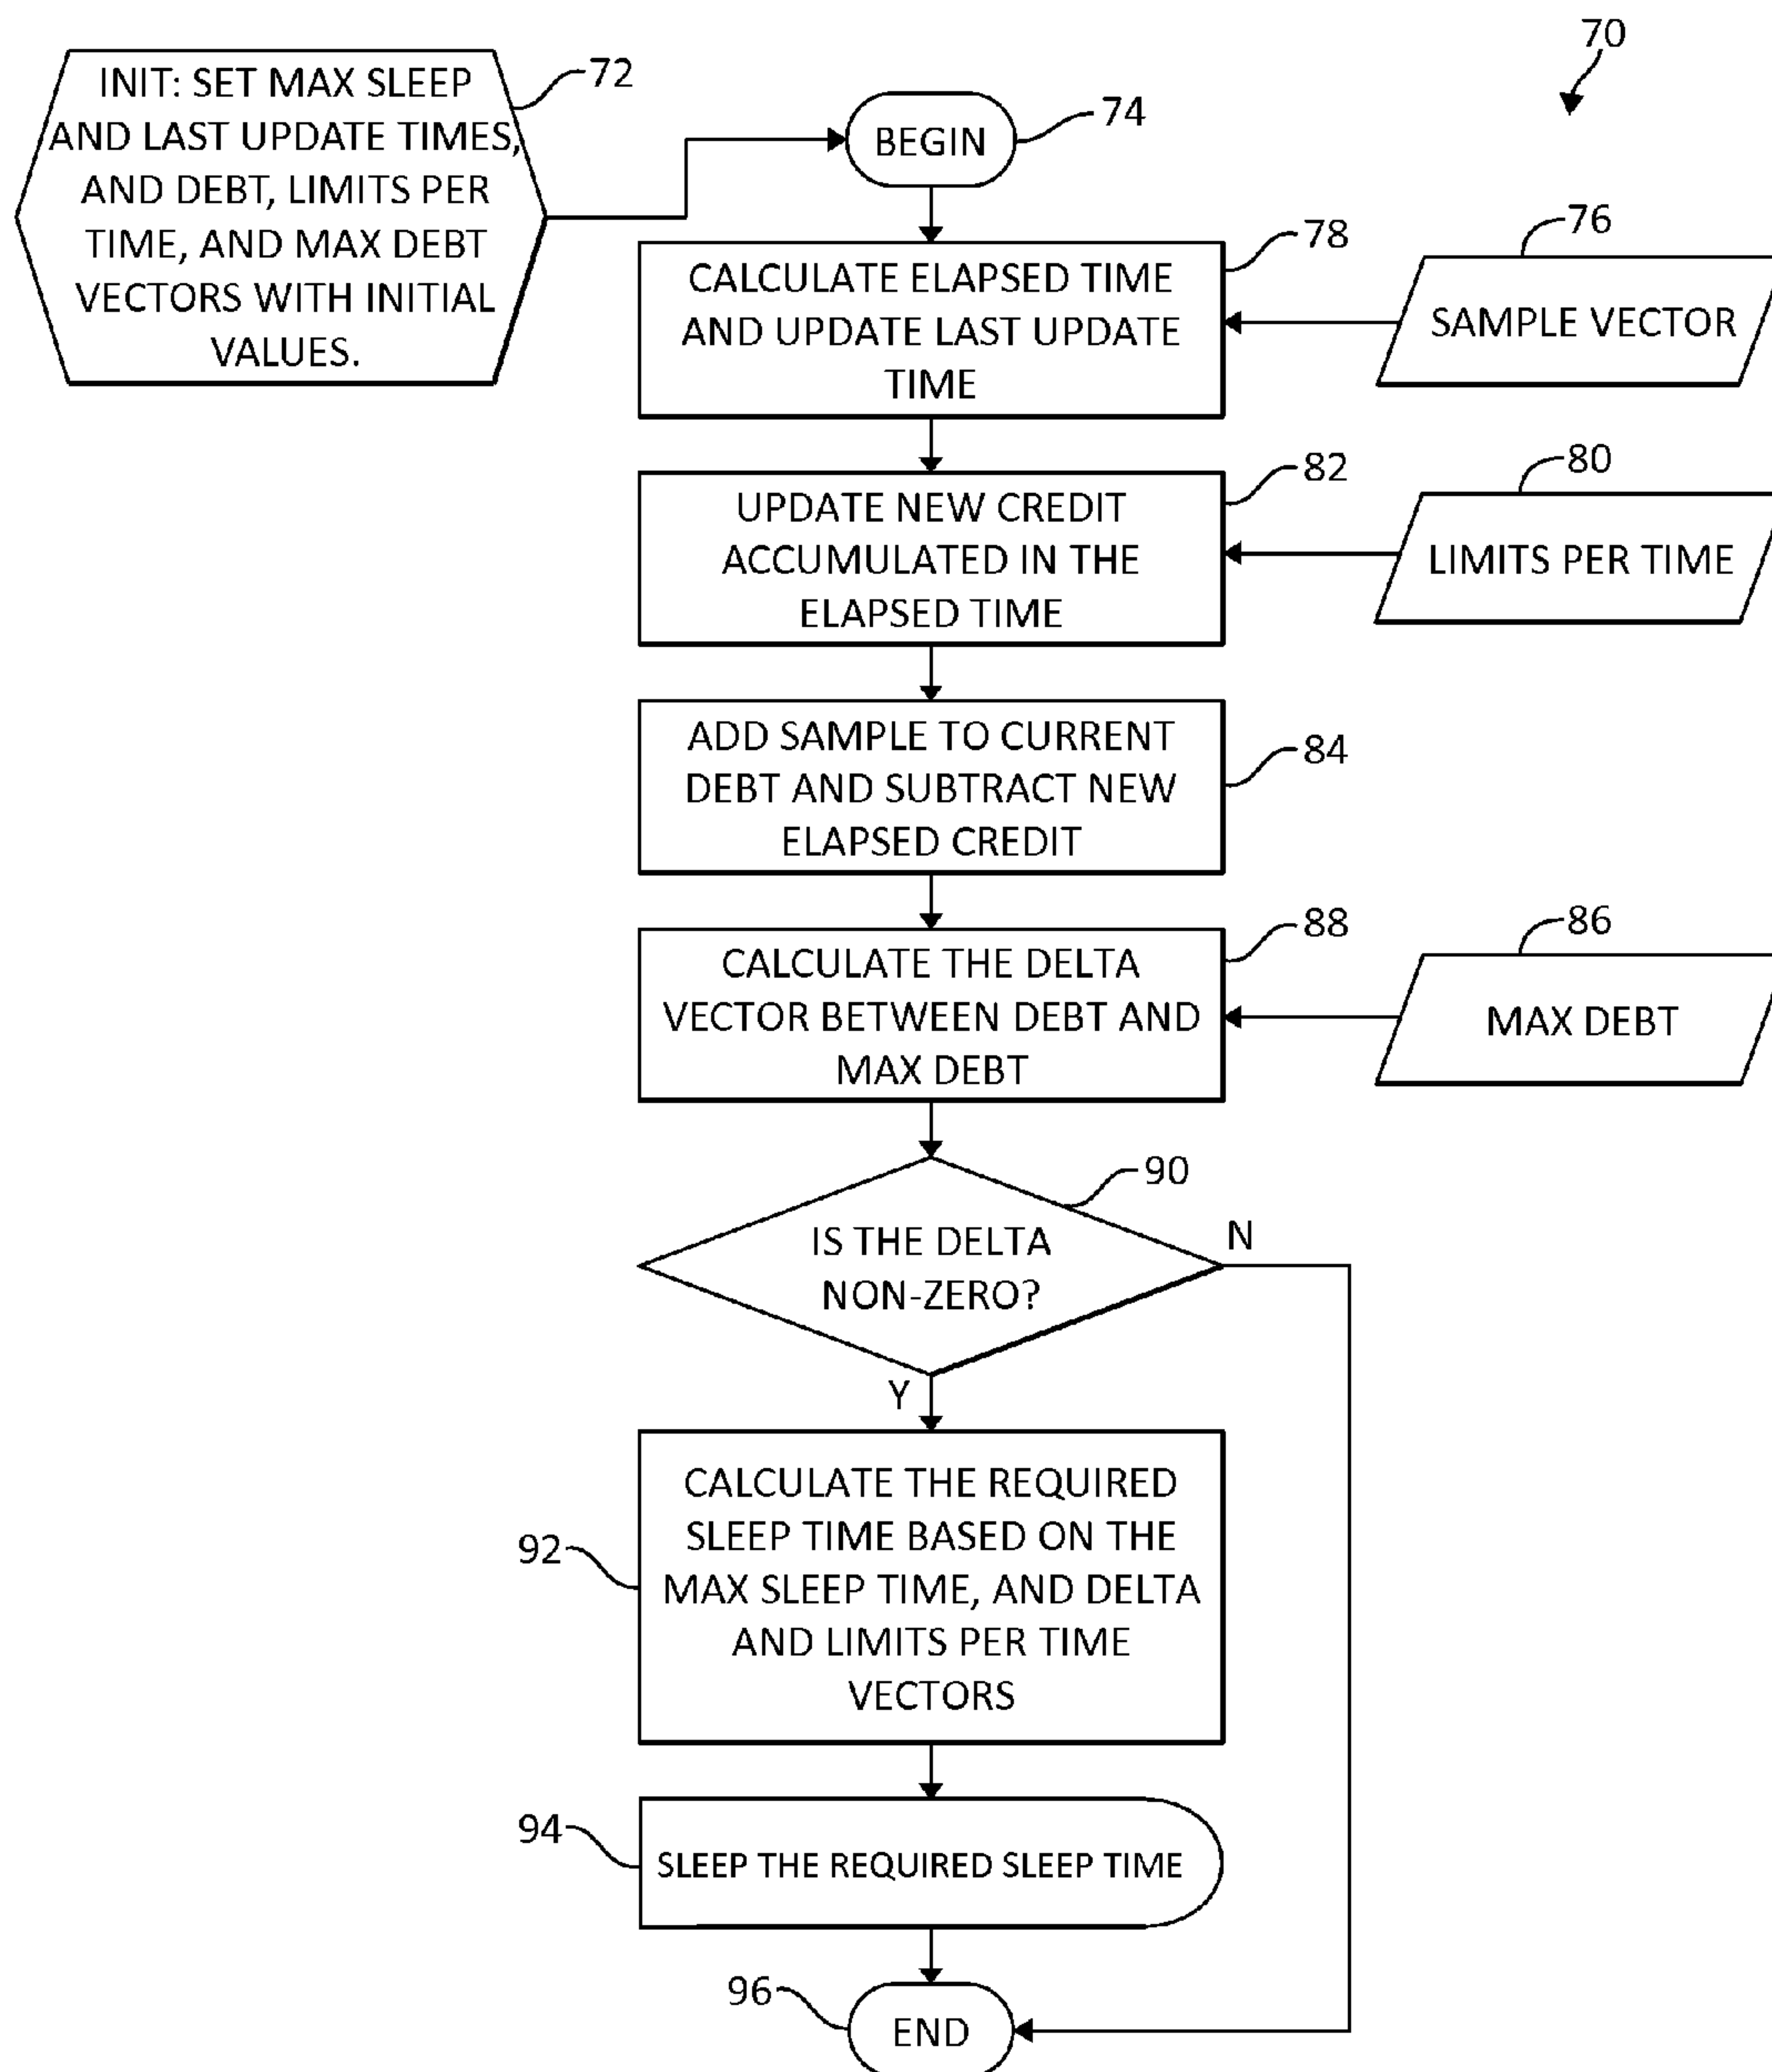 70
INIT: SET MAX SLEEP
AND LAST UPDATE TIMES,
AND DEBT, LIMITS PER
TIME, AND MAX DEBT
VECTORS WITH INITIAL
VALUES.
72
BEGIN
74
CALCULATE ELAPSED TIME
AND UPDATE LAST UPDATE
TIME
78
SAMPLE VECTOR
76
UPDATE NEW CREDIT
ACCUMULATED IN THE
ELAPSED TIME
82
LIMITS PER TIME
80
ADD SAMPLE TO CURRENT
DEBT AND SUBTRACT NEW
ELAPSED CREDIT
84
CALCULATE THE DELTA
VECTOR BETWEEN DEBT AND
MAX DEBT
88
MAX DEBT
86
IS THE DELTA
NON-ZERO?
90
N
Y
CALCULATE THE REQUIRED
SLEEP TIME BASED ON THE
MAX SLEEP TIME, AND DELTA
AND LIMITS PER TIME
VECTORS
92
SLEEP THE REQUIRED SLEEP TIME
94
END
96